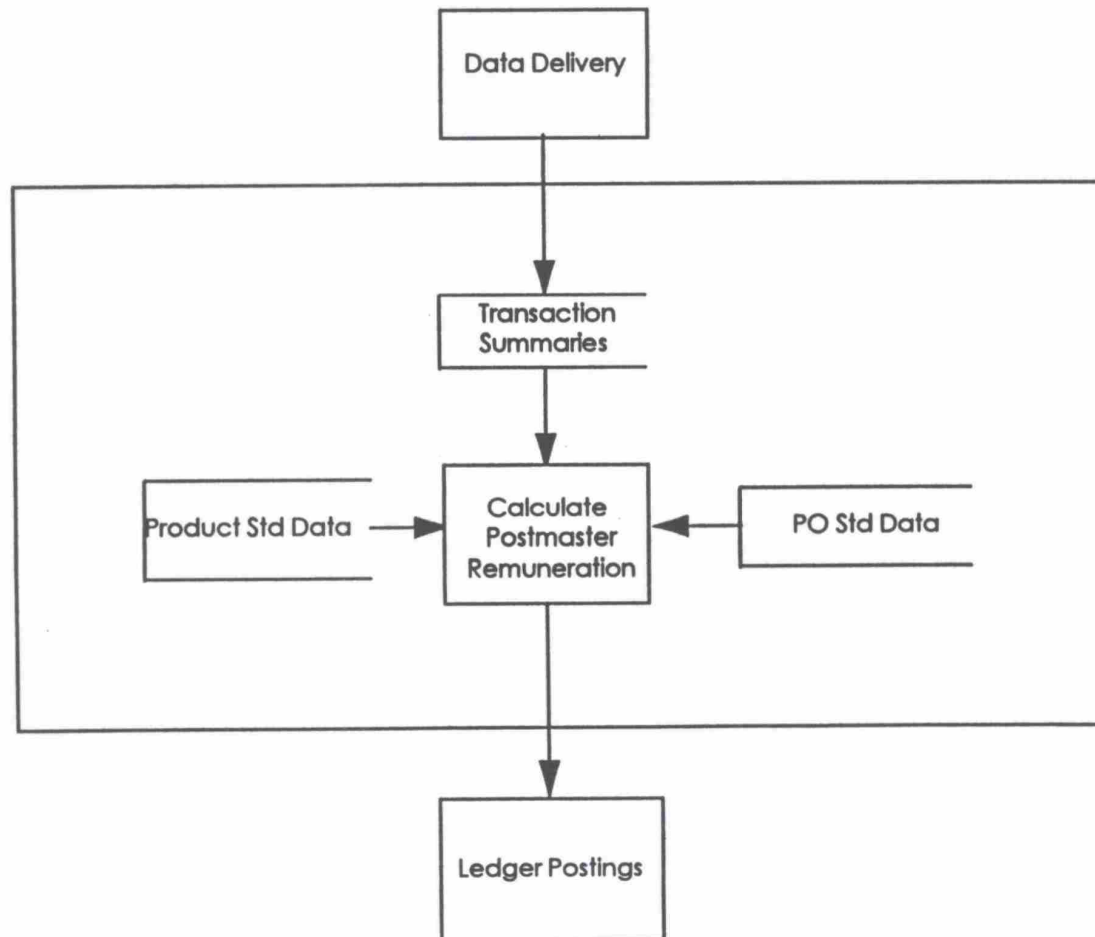 Data Delivery
Transaction
Summaries
Product Std Data
Calculate
Postmaster
Remuneration
PO Std Data
Ledger Postings